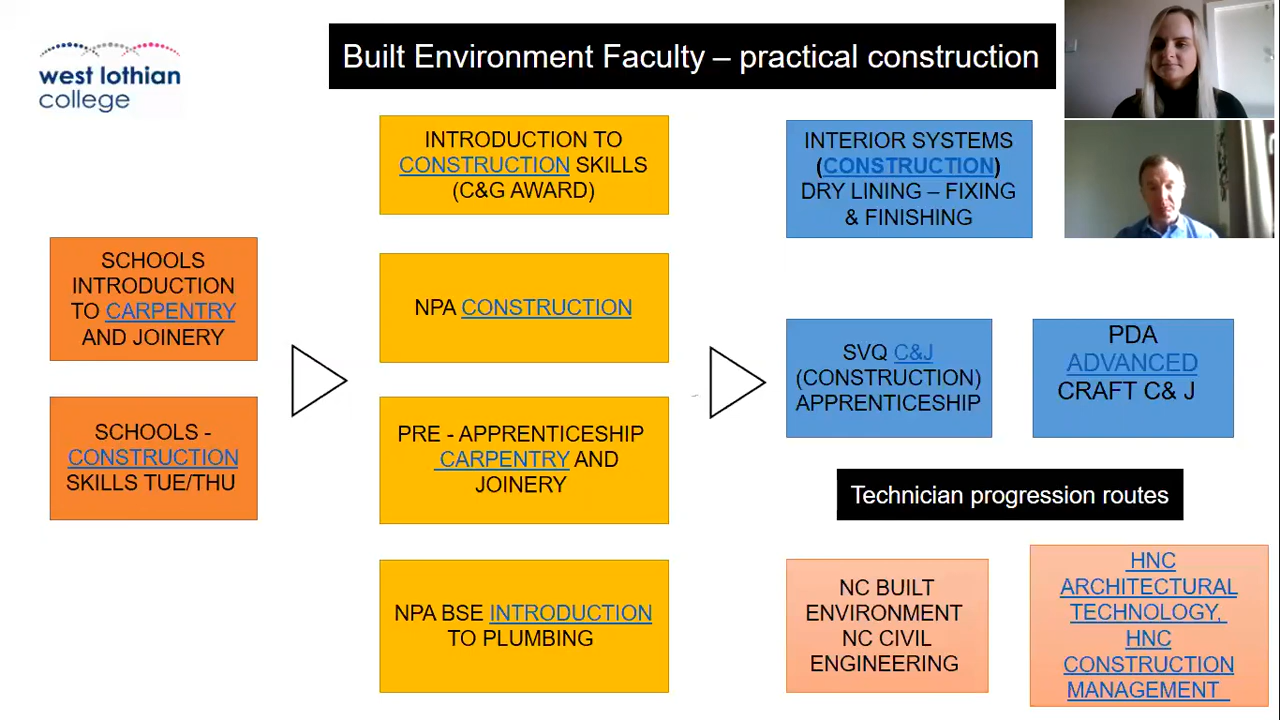 west lothian
college
Built Environment Faculty – practical construction
SCHOOLS
INTRODUCTION
TO CARPENTRY
AND JOINERY
SCHOOLS -
CONSTRUCTION
SKILLS TUE/THU
INTRODUCTION TO
CONSTRUCTION SKILLS
(C&G AWARD)
NPA CONSTRUCTION
PRE - APPRENTICESHIP
CARPENTRY AND
JOINERY
NPA BSE INTRODUCTION
TO PLUMBING
INTERIOR SYSTEMS
(CONSTRUCTION)
DRY LINING – FIXING
& FINISHING
SVQ C&J
(CONSTRUCTION)
APPRENTICESHIP
PDA
ADVANCED
CRAFT C& J
Technician progression routes
NC BUILT
ENVIRONMENT
NC CIVIL
ENGINEERING
HNC
ARCHITECTURAL
TECHNOLOGY,
HNC
CONSTRUCTION
MANAGEMENT